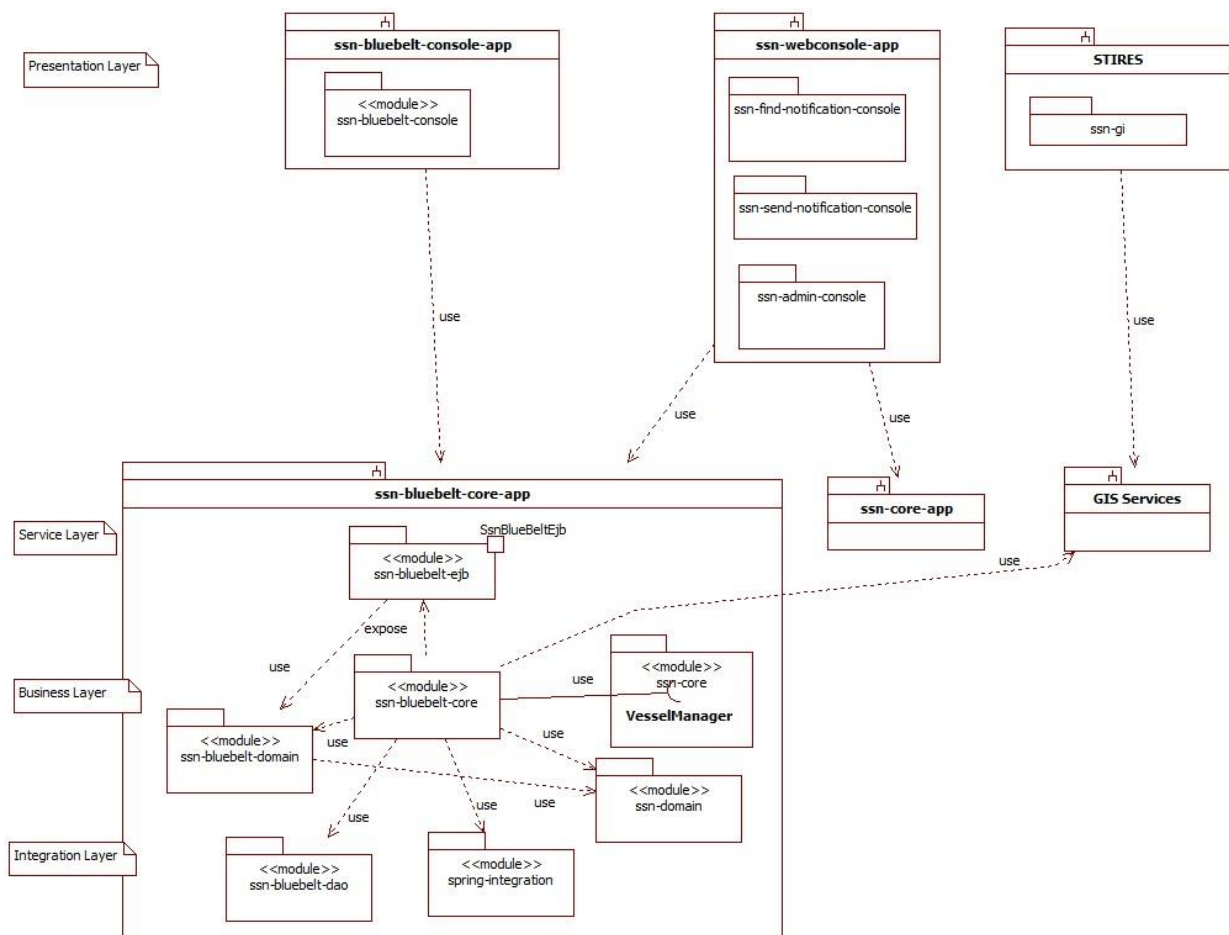 ssn-bluebelt-console-app
ssn-webconsole-app
STIRES
Presentation Layer
<<module>>
ssn-bluebelt-console
ssn-find-notification-console
ssn-gi
ssn-send-notification-console
ssn-admin-console
use
use
use
use
ssn-bluebelt-core-app
ssn-core-app
GIS Services
Service Layer
SsnBlueBeltEjb
<<module>>
ssn-bluebelt-ejb
use
expose
use
Business Layer
<<module>>
ssn-bluebelt-core
use
<<module>>
ssn-core
VesselManager
<<module>>
ssn-bluebelt-domain
use
use
<<module>>
ssn-domain
use
use
use
Integration Layer
<<module>>
ssn-bluebelt-dao
<<module>>
spring-integration